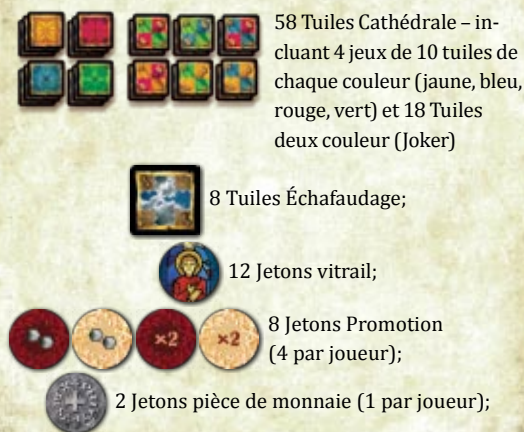 58 Tuiles Cathédrale – in-
cluant 4 jeux de 10 tuiles de
chaque couleur (jaune, bleu,
rouge, vert) et 18 Tuiles
deux couleur (Joker)
8 Tuiles Échafaudage;
12 Jetons vitrail;
×2 ×2
8 Jetons Promotion
(4 par joueur);
2 Jetons pièce de monnaie (1 par joueur);